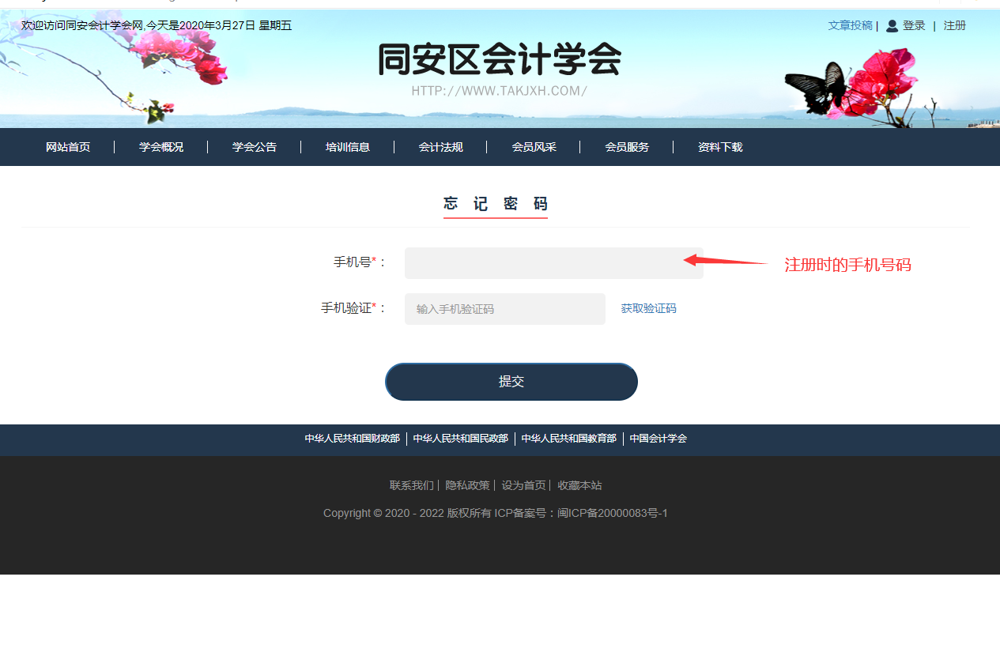 欢迎访问同安会计学会网,今天是2020年3月27日 星期五
文章投稿 | 登录 | 注册
同安区会计学会
HTTP://WWW.TAKJXH.COM/
网站首页 学会概况 学会公告 培训信息 会计法规 会员风采 会员服务 资料下载
忘 记 密 码
手机号*：
注册时的手机号码
手机验证*： 输入手机验证码 获取验证码
提交
中华人民共和国财政部 | 中华人民共和国民政部 | 中华人民共和国教育部 | 中国会计学会
联系我们 | 隐私政策 | 设为首页 | 收藏本站
Copyright © 2020 - 2022 版权所有 ICP备案号：闽ICP备20000083号-1